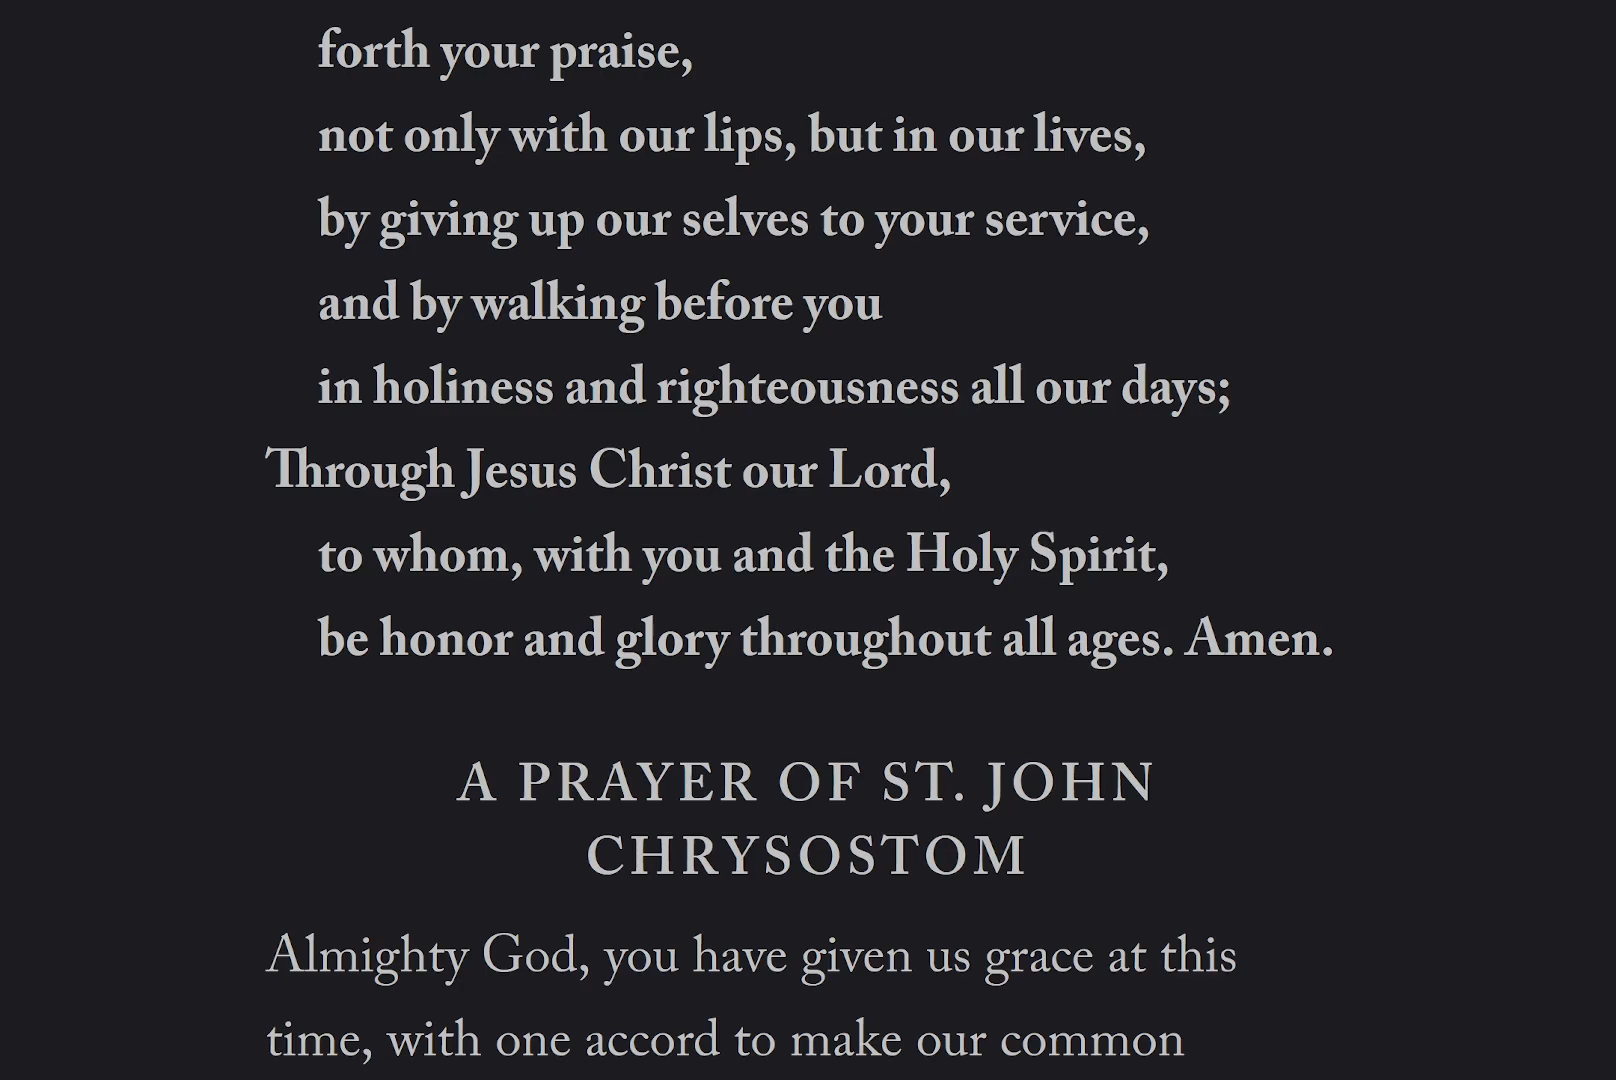 forth your praise,
not only with our lips, but in our lives,
by giving up our selves to your service,
and by walking before you
in holiness and righteousness all our days;
Through Jesus Christ our Lord,
to whom, with you and the Holy Spirit,
be honor and glory throughout all ages. Amen.
A PRAYER OF ST. JOHN
CHRYSOSTOM
Almighty God, you have given us grace at this
time, with one accord to make our common